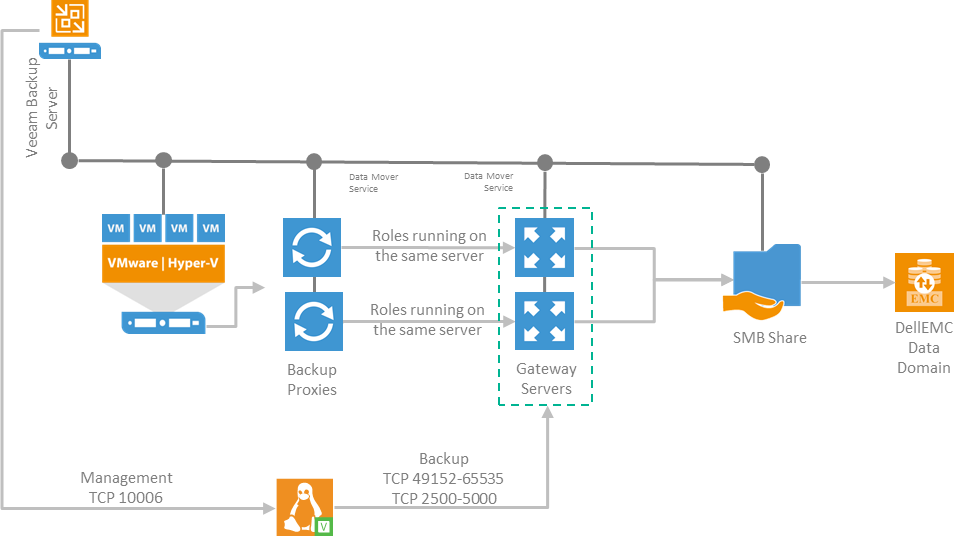 Veeam Backup
Server
Data Mover
Service
Data Mover
Service
VM
VM
VM
VM
VMware | Hyper-V
Roles running on
the same server
Roles running on
the same server
Backup
Proxies
Gateway
Servers
SMB Share
EMC
DellEMC
Data
Domain
Management
TCP 10006
Backup
TCP 49152-65535
TCP 2500-5000
V